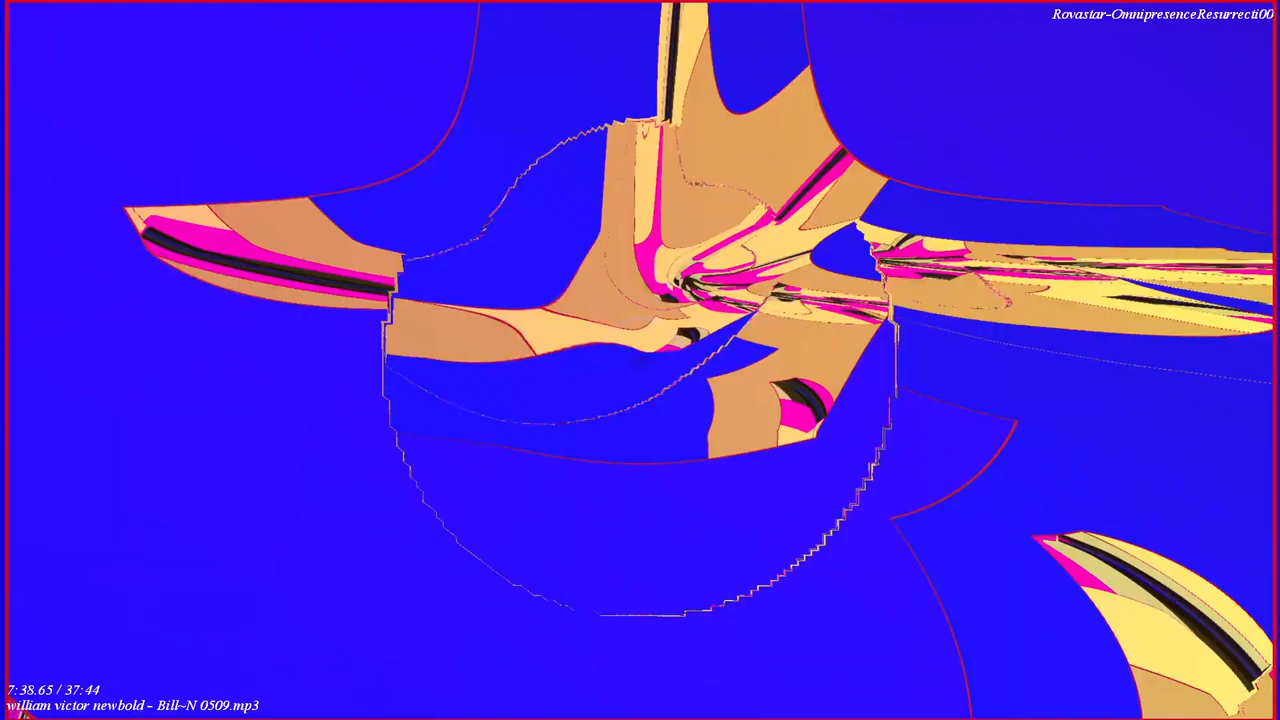 Rovastar-OmnipresenceResurrecti00
7:38.65 / 37:44
william victor newbold - Bill~N 0509.mp3